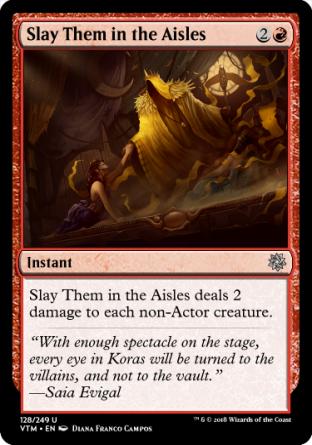 Slay Them in the Aisles 2
Instant
Slay Them in the Aisles deals 2
damage to each non-Actor creature.
“With enough spectacle on the stage,
every eye in Koras will be turned to the
villains, and not to the vault.”
—Saia Evigal
128/249 U
VTM • EN DIANA FRANCO CAMPOS
™ & © 2018 Wizards of the Coast